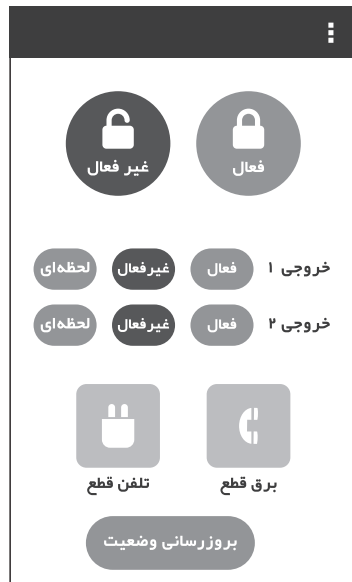 فعال
غیر فعال
خروجی ۱ فعال غیرفعال لحظه‌ای
خروجی ۲ فعال غیرفعال لحظه‌ای
برق قطع
تلفن قطع
بروزرسانی وضعیت